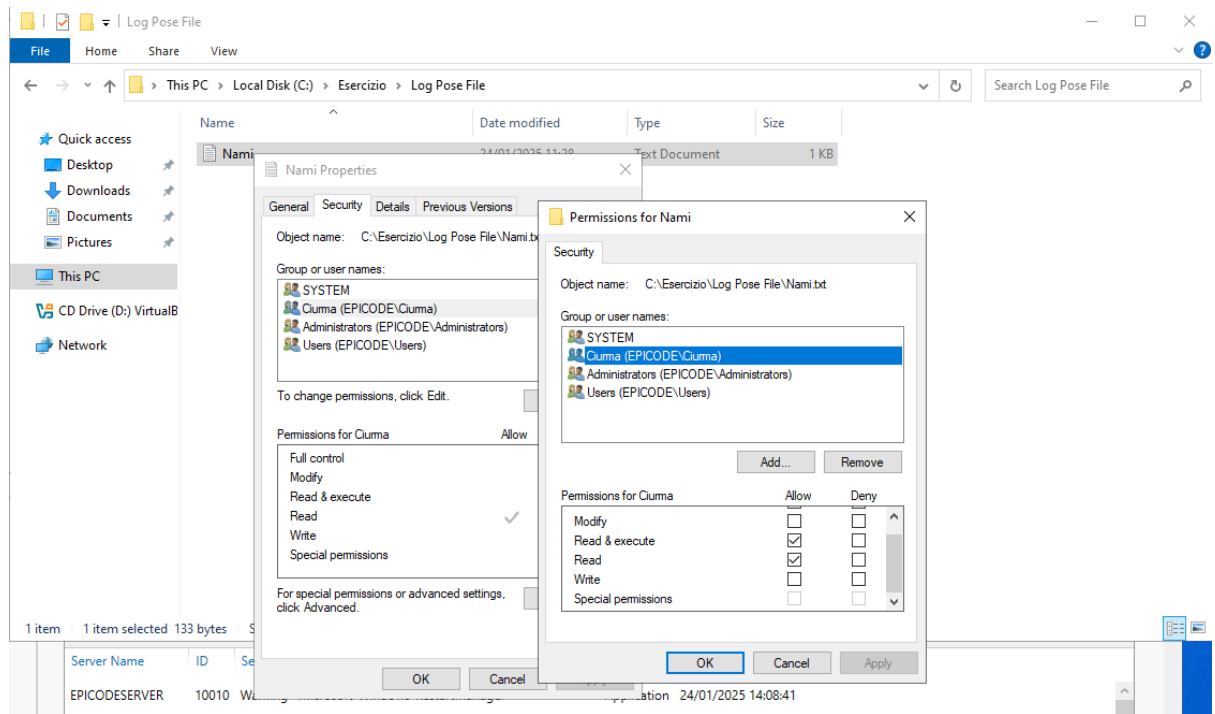 Log Pose File
File Home Share View
This PC > Local Disk (C:) > Esercizio > Log Pose File
Search Log Pose File
Name Date modified Type Size
Quick access
Desktop
Downloads
Documents
Pictures
This PC
CD Drive (D:) VirtualB
Network
Nami 24/01/2025 11:28 Text Document 1 KB
Nami Properties
General Security Details Previous Versions
Object name: C:\Esercizio\Log Pose File\Nami.tx
Group or user names:
SYSTEM
Ciurma (EPICODE\Ciurma)
Administrators (EPICODE\Administrators)
Users (EPICODE\Users)
To change permissions, click Edit.
Permissions for Ciurma Allow
Full control
Modify
Read & execute
Read
Write
Special permissions
For special permissions or advanced settings,
click Advanced.
OK Cancel
Permissions for Nami
Security
Object name: C:\Esercizio\Log Pose File\Nami.txt
Group or user names:
SYSTEM
Ciurma (EPICODE\Ciurma)
Administrators (EPICODE\Administrators)
Users (EPICODE\Users)
Add... Remove
Permissions for Ciurma Allow Deny
Modify
Read & execute
Read
Write
Special permissions
OK Cancel Apply
1 item 1 item selected 133 bytes S
Server Name ID Se
EPICODESERVER 10010 24/01/2025 14:08:41